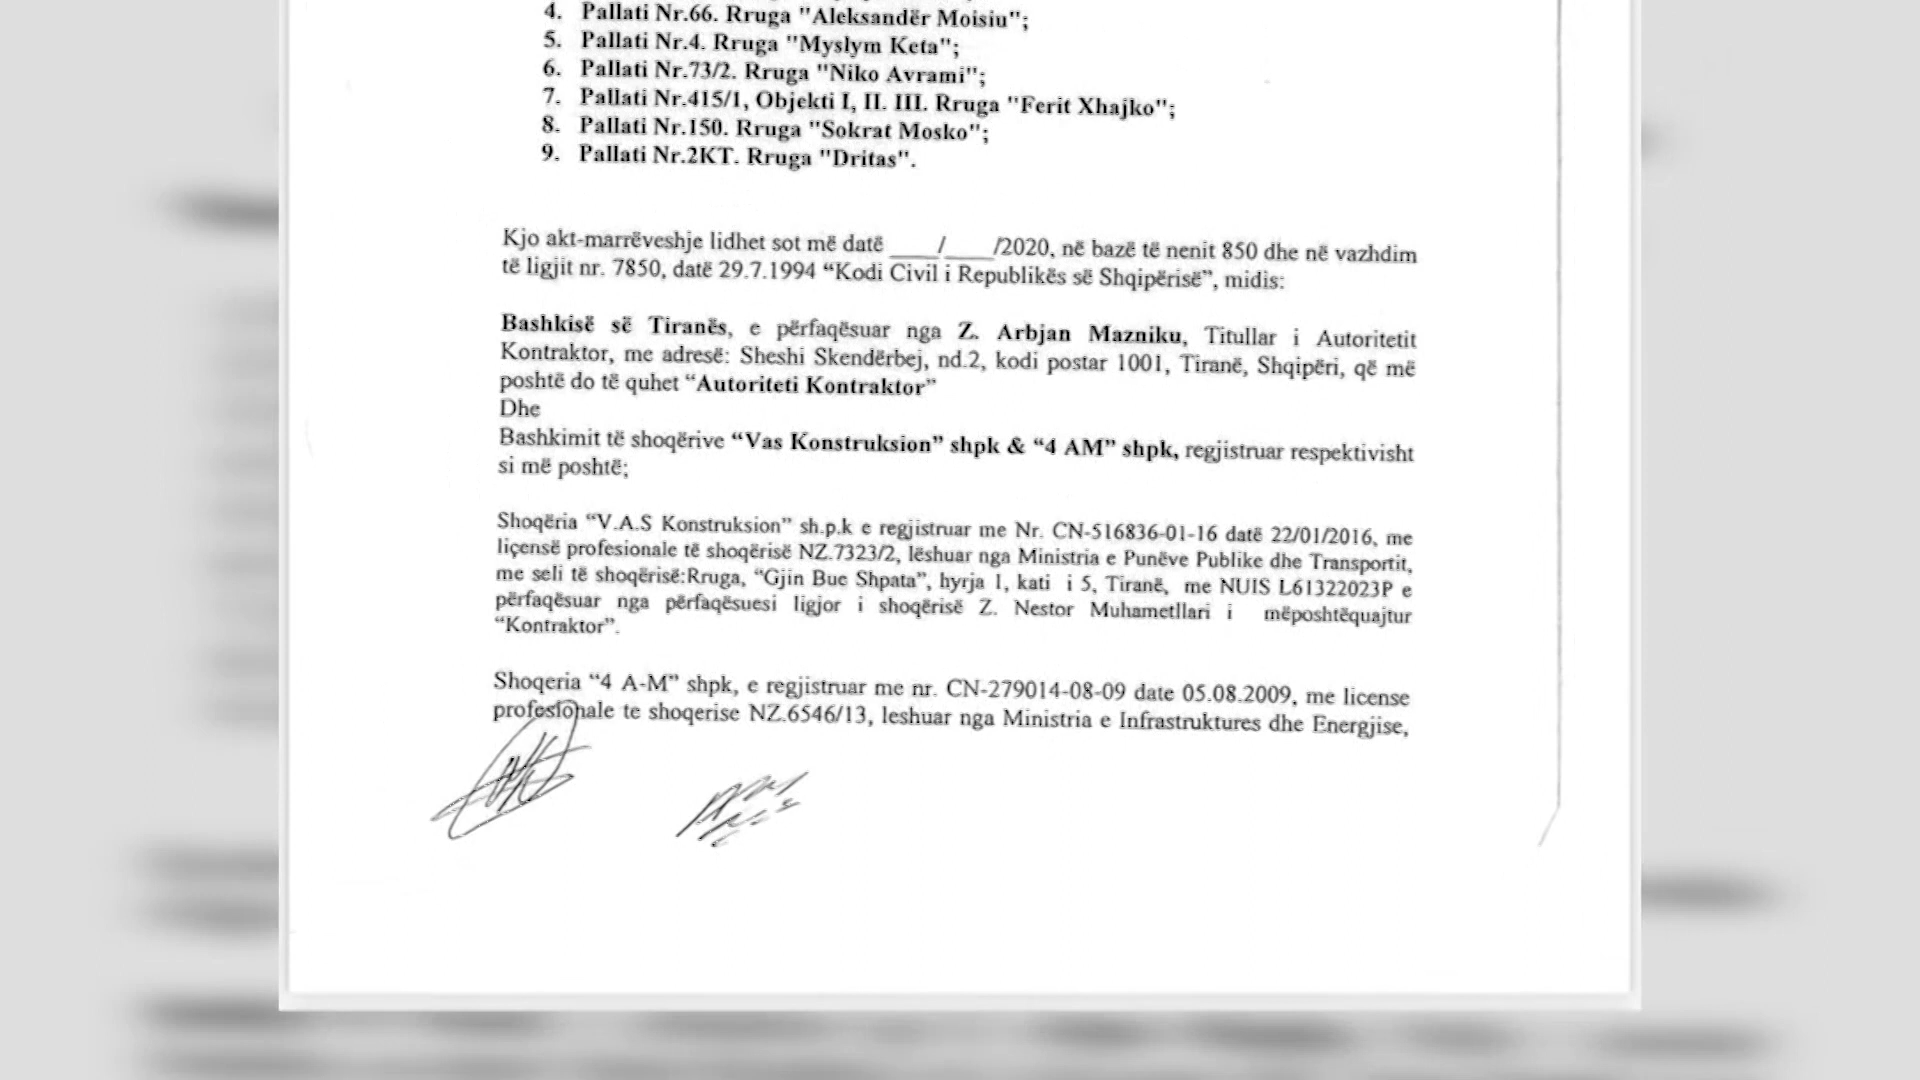 4. Pallati Nr.66. Rruga "Aleksandër Moisiu";
5. Pallati Nr.4. Rruga "Myslym Keta";
6. Pallati Nr.73/2. Rruga "Niko Avrami";
7. Pallati Nr.415/1, Objekti I, II. III. Rruga "Ferit Xhajko";
8. Pallati Nr.150. Rruga "Sokrat Mosko";
9. Pallati Nr.2KT. Rruga "Dritas".
Kjo akt-marrëveshje lidhet sot më datë ____/____/2020, në bazë të nenit 850 dhe në vazhdim
të ligjit nr. 7850, datë 29.7.1994 “Kodi Civil i Republikës së Shqipërisë”, midis:
Bashkisë së Tiranës, e përfaqësuar nga Z. Arbjan Mazniku, Titullar i Autoritetit
Kontraktor, me adresë: Sheshi Skendërbej, nd.2, kodi postar 1001, Tiranë, Shqipëri, që më
poshtë do të quhet “Autoriteti Kontraktor”
Dhe
Bashkimit të shoqërive “Vas Konstruksion” shpk & “4 AM” shpk, regjistruar respektivisht
si më poshtë;
Shoqëria “V.A.S Konstruksion” sh.p.k e regjistruar me Nr. CN-516836-01-16 datë 22/01/2016, me
liçensë profesionale të shoqërisë NZ.7323/2, lëshuar nga Ministria e Punëve Publike dhe Transportit,
me seli të shoqërisë:Rruga, “Gjin Bue Shpata”, hyrja 1, kati i 5, Tiranë, me NUIS L61322023P e
përfaqësuar nga përfaqësuesi ligjor i shoqërisë Z. Nestor Muhametllari i mëposhtëquajtur
“Kontraktor”.
Shoqeria “4 A-M” shpk, e regjistruar me nr. CN-279014-08-09 date 05.08.2009, me license
profesionale te shoqerise NZ.6546/13, leshuar nga Ministria e Infrastruktures dhe Energjise,